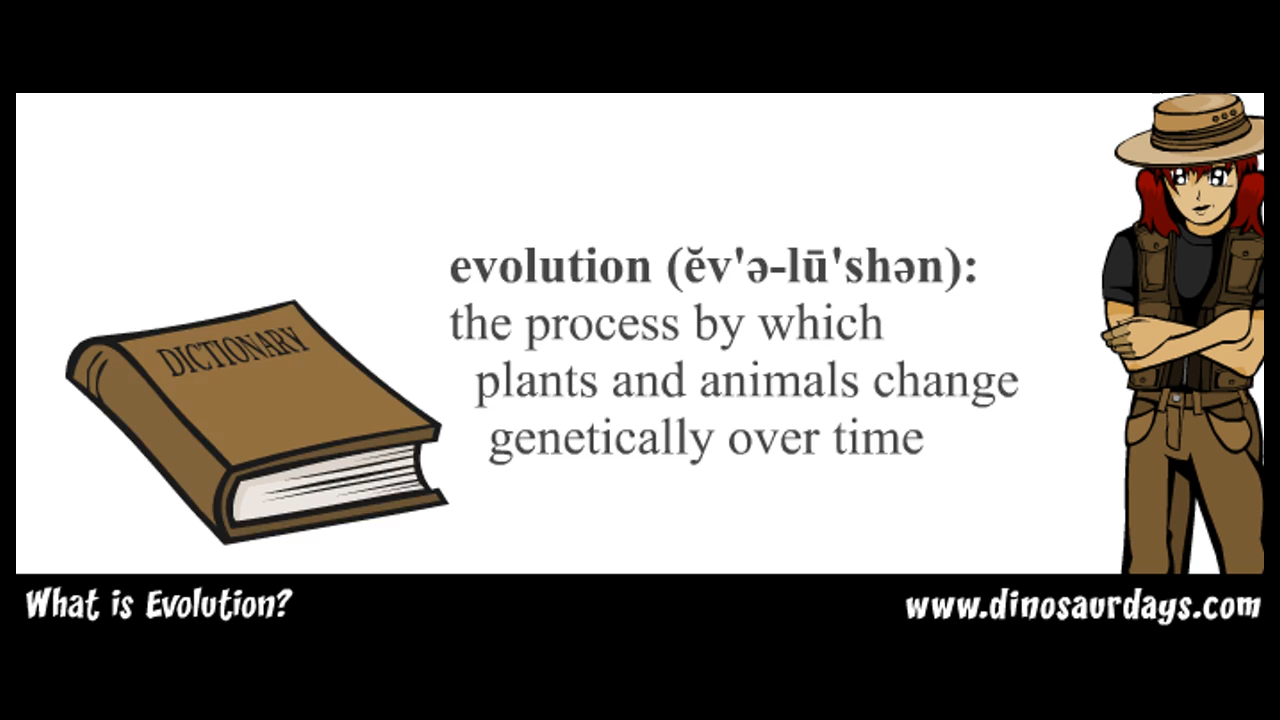 DICTIONARY
evolution (ĕv'ə-lū'shən):
the process by which
plants and animals change
genetically over time
What is Evolution?
www.dinosaurdays.com